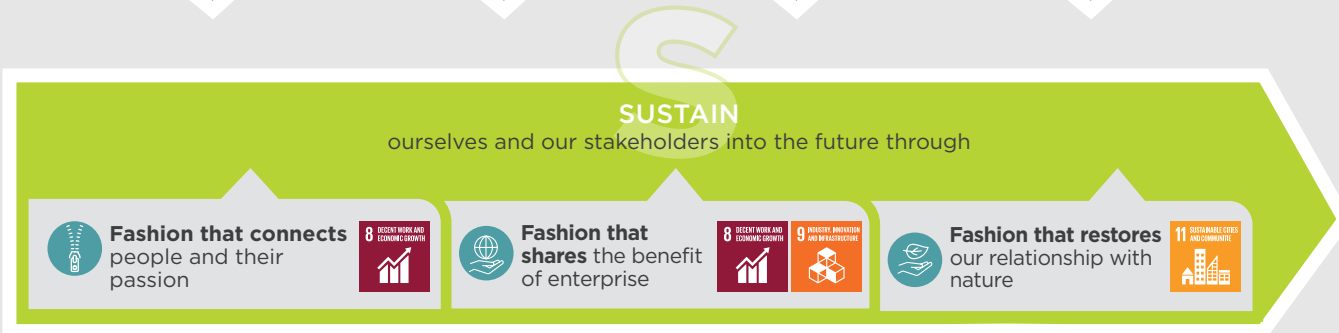 S
SUSTAIN
ourselves and our stakeholders into the future through
Fashion that connects
people and their
passion
8 DECENT WORK AND
ECONOMIC GROWTH
Fashion that
shares the benefit
of enterprise
8 DECENT WORK AND
ECONOMIC GROWTH
9 INDUSTRY, INNOVATION
AND INFRASTRUCTURE
Fashion that restores
our relationship with
nature
11 SUSTAINABLE CITIES
AND COMMUNITIE